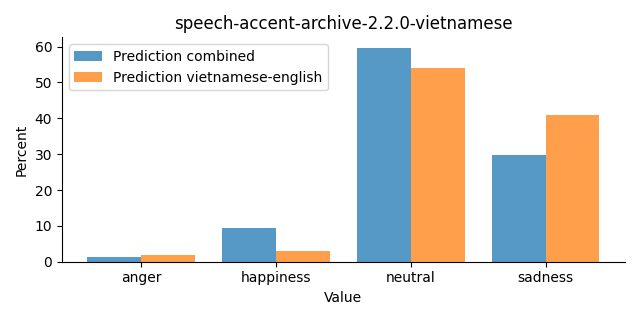 speech-accent-archive-2.2.0-vietnamese
Prediction combined
Prediction vietnamese-english
Percent
60
50
40
30
20
10
0
anger happiness neutral sadness
Value